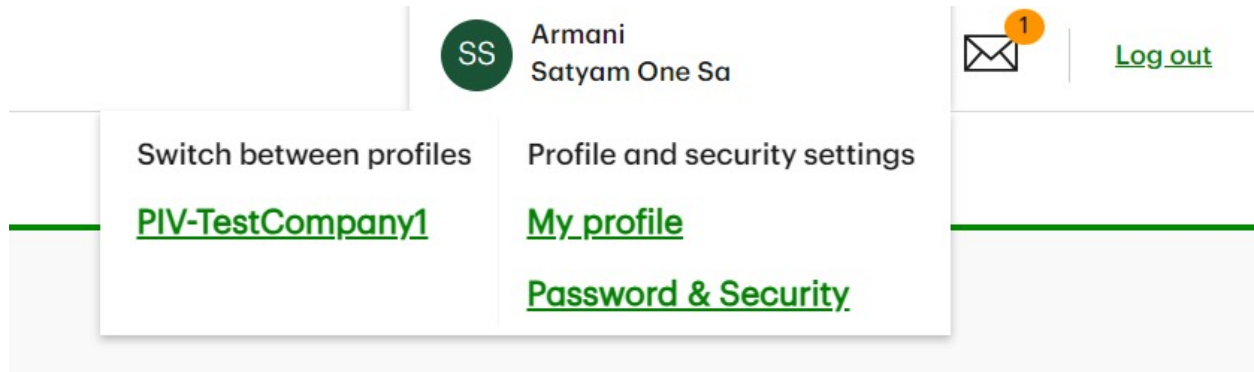 SS
Armani
Satyam One Sa
1
Log out
Switch between profiles
PIV-TestCompany1
Profile and security settings
My profile
Password & Security